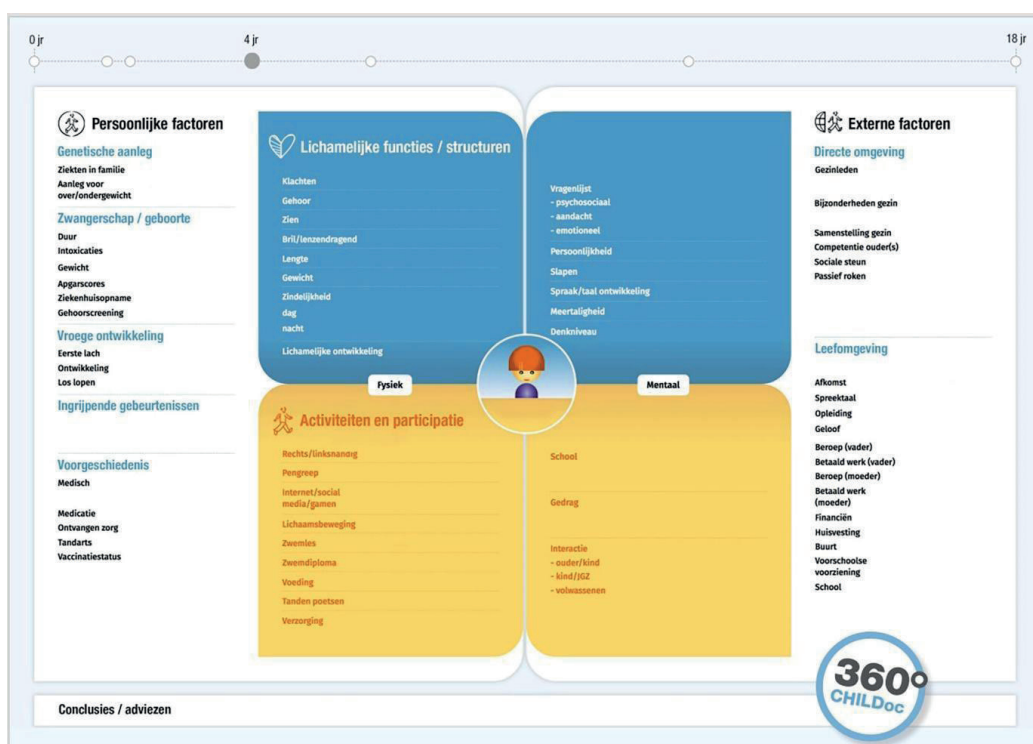 0 jr
4 jr
18 jr
Persoonlijke factoren
Genetische aanleg
Ziekten in familie
Aanleg voor
over/ondergewicht
Zwangerschap / geboorte
Duur
Intoxicaties
Gewicht
Apgarscores
Ziekenhuisopname
Gehoorscreening
Vroege ontwikkeling
Eerste lach
Ontwikkeling
Los lopen
Ingrijpende gebeurtenissen
Voorgeschiedenis
Medisch
Medicatie
Ontvangen zorg
Tandarts
Vaccinatiestatus
Lichamelijke functies / structuren
Klachten
Gehoor
Zien
Bril/lenzendragend
Lengte
Gewicht
Zindelijkheid
dag
nacht
Lichamelijke ontwikkeling
Fysiek
Vragenlijst
- psychosociaal
- aandacht
- emotioneel
Persoonlijkheid
Slapen
Spraak/taal ontwikkeling
Meertaligheid
Denkniveau
Mentaal
Activiteiten en participatie
Rechts/linksnandig
Pengreep
Internet/social
media/gamen
Lichaamsbeweging
Zwemles
Zwemdiploma
Voeding
Tanden poetsen
Verzorging
School
Gedrag
Interactie
- ouder/kind
- kind/JGZ
- volwassenen
Externe factoren
Directe omgeving
Gezinleden
Bijzonderheden gezin
Samenstelling gezin
Competentie ouder(s)
Sociale steun
Passief roken
Leefomgeving
Afkomst
Spreektaal
Opleiding
Geloof
Beroep (vader)
Betaald werk (vader)
Beroep (moeder)
Betaald werk
(moeder)
Financiën
Huisvesting
Buurt
Voorschoolse
voorziening
School
360°
CHILDoc
Conclusies / adviezen